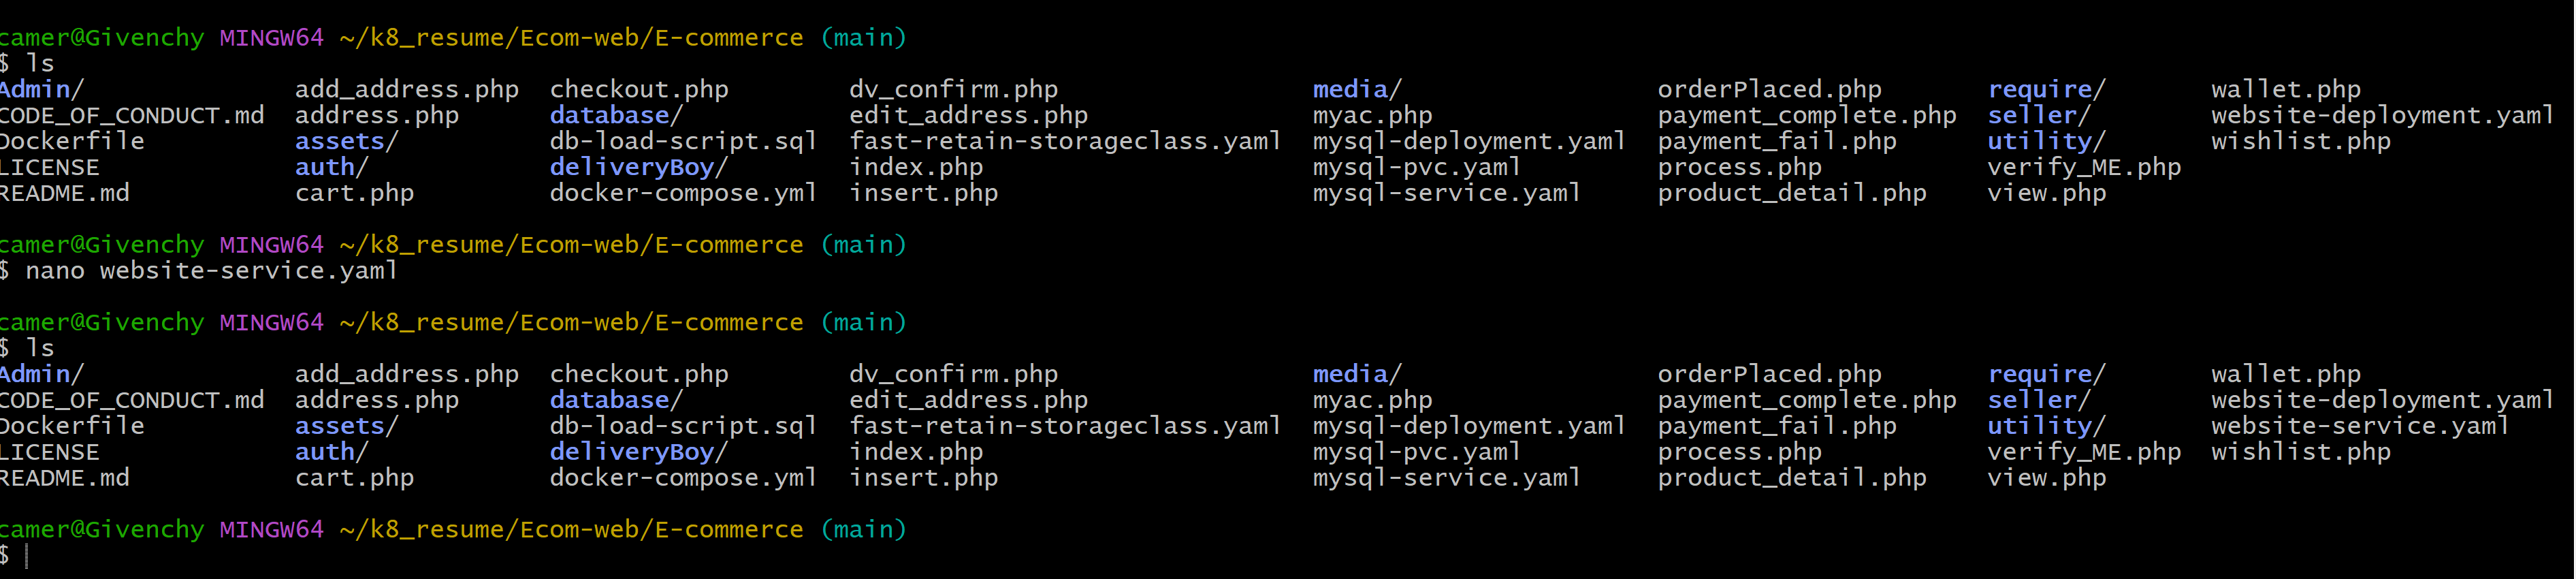 camer@Givenchy MINGW64 ~/k8_resume/Ecom-web/E-commerce (main)
$ ls
Admin/ add_address.php checkout.php dv_confirm.php media/ orderPlaced.php require/ wallet.php
CODE_OF_CONDUCT.md address.php database/ edit_address.php myac.php payment_complete.php seller/ website-deployment.yaml
Dockerfile assets/ db-load-script.sql fast-retain-storageclass.yaml mysql-deployment.yaml payment_fail.php utility/ wishlist.php
LICENSE auth/ deliveryBoy/ index.php mysql-pvc.yaml process.php verify_ME.php
README.md cart.php docker-compose.yml insert.php mysql-service.yaml product_detail.php view.php
camer@Givenchy MINGW64 ~/k8_resume/Ecom-web/E-commerce (main)
$ nano website-service.yaml
camer@Givenchy MINGW64 ~/k8_resume/Ecom-web/E-commerce (main)
$ ls
Admin/ add_address.php checkout.php dv_confirm.php media/ orderPlaced.php require/ wallet.php
CODE_OF_CONDUCT.md address.php database/ edit_address.php myac.php payment_complete.php seller/ website-deployment.yaml
Dockerfile assets/ db-load-script.sql fast-retain-storageclass.yaml mysql-deployment.yaml payment_fail.php utility/ website-service.yaml
LICENSE auth/ deliveryBoy/ index.php mysql-pvc.yaml process.php verify_ME.php wishlist.php
README.md cart.php docker-compose.yml insert.php mysql-service.yaml product_detail.php view.php
camer@Givenchy MINGW64 ~/k8_resume/Ecom-web/E-commerce (main)
$